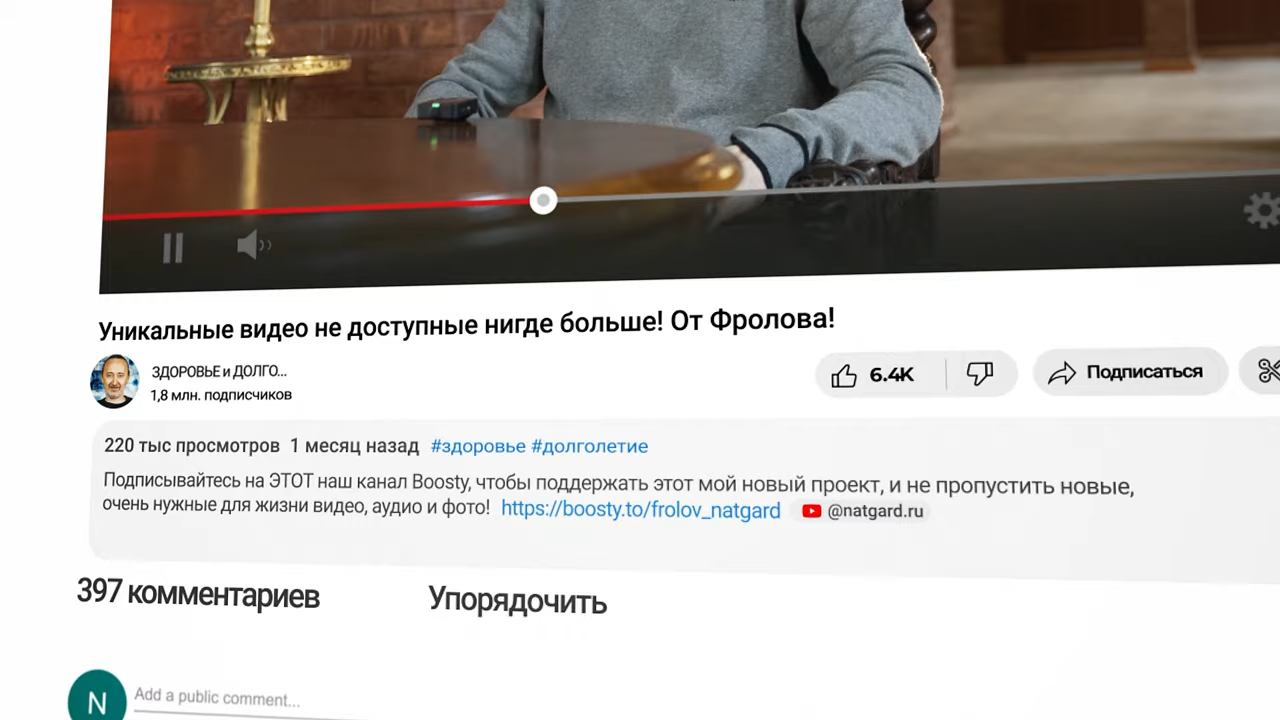 Уникальные видео не доступные нигде больше! От Фролова!
ЗДОРОВЬЕ и ДОЛГО...
1,8 млн. подписчиков
6.4K
Подписаться
220 тыс просмотров 1 месяц назад #здоровье #долголетие
Подписывайтесь на ЭТОТ наш канал Boosty, чтобы поддержать этот мой новый проект, и не пропустить новые,
очень нужные для жизни видео, аудио и фото! https://boosty.to/frolov_natgard @natgard.ru
397 комментариев Упорядочить
N
Add a public comment...